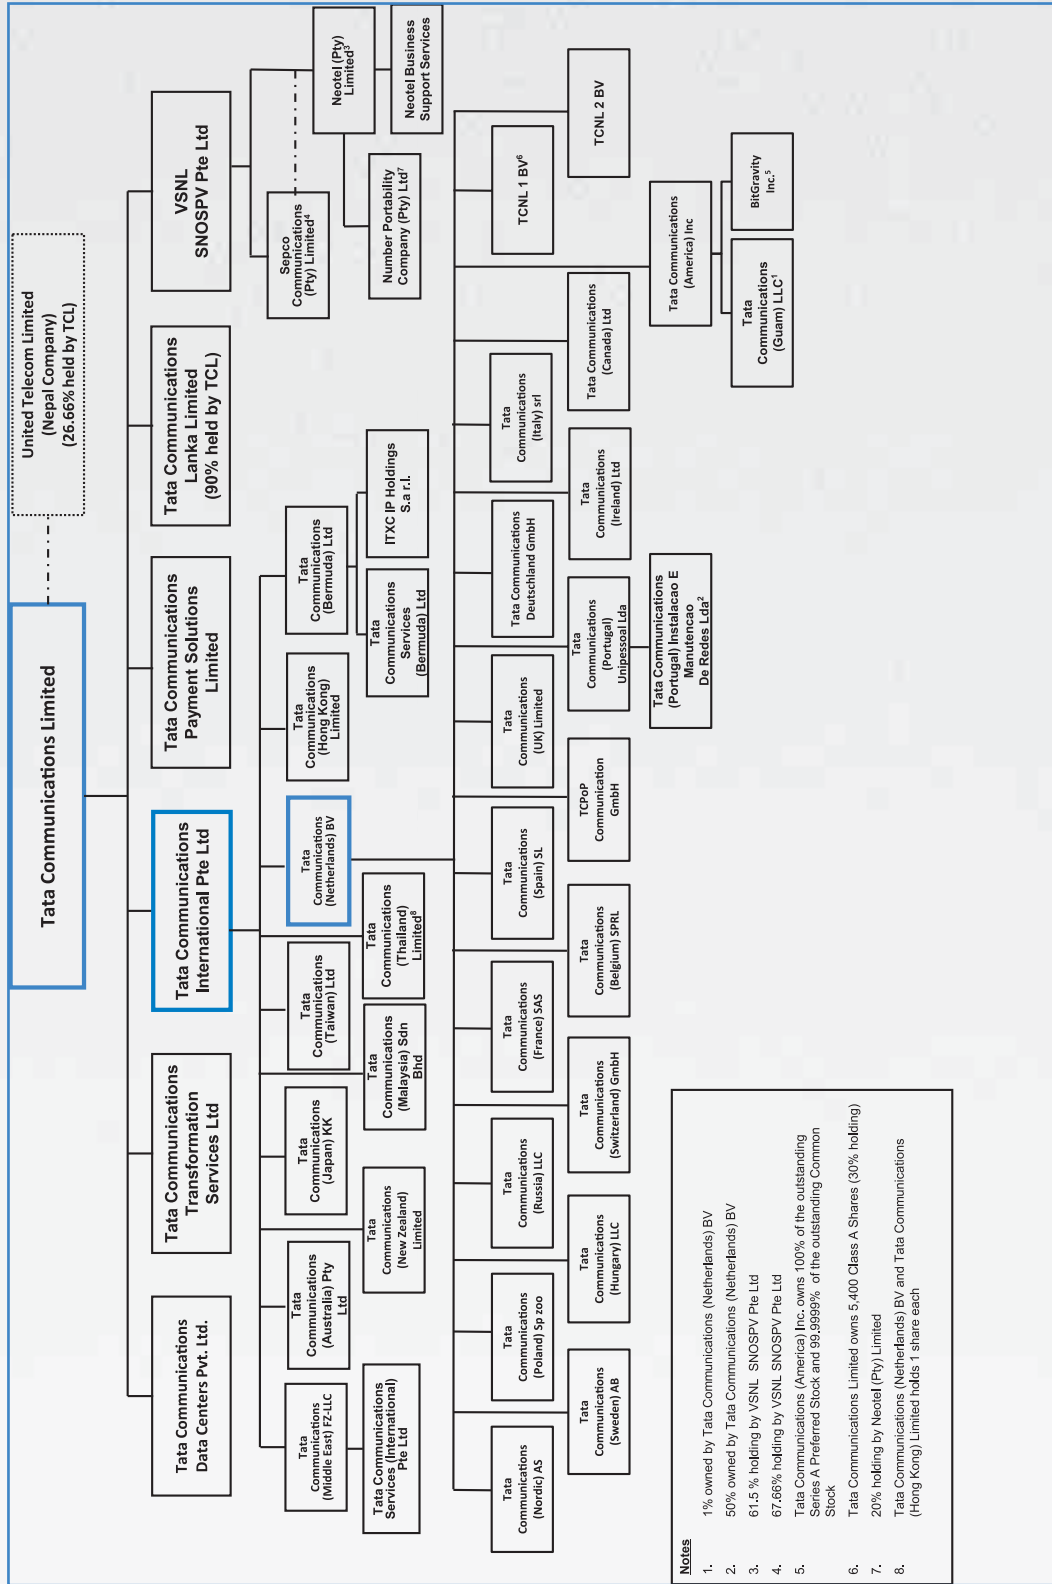 United Telecom Limited
(Nepal Company)
(26.66% held by TCL)
Tata Communications Limited
Tata Communications
Data Centers Pvt. Ltd.
Tata Communications
Transformation
Services Ltd
Tata Communications
International Pte Ltd
Tata Communications
Payment Solutions
Limited
Tata Communications
Lanka Limited
(90% held by TCL)
VSNL
SNOSPV Pte Ltd
Tata
Communications
(Middle East) FZ-LLC
Tata
Communications
(Australia) Pty
Ltd
Tata
Communications
(Japan) KK
Tata
Communications
(Taiwan) Ltd
Tata
Communications
(Netherlands) BV
Tata
Communications
(Hong Kong)
Limited
Tata
Communications
(Bermuda) Ltd
Sepco
Communications
(Pty) Limited4
Neotel (Pty)
Limited3
Tata Communications
Services (International)
Pte Ltd
Tata
Communications
(New Zealand)
Limited
Tata
Communications
(Malaysia) Sdn
Bhd
Tata
Communications
(Thailand)
Limited8
Tata
Communications
Services
(Bermuda) Ltd
ITXC IP Holdings
S.a r.l.
Number Portability
Company (Pty) Ltd7
Neotel Business
Support Services
Tata
Communications
(Nordic) AS
Tata
Communications
(Poland) Sp zoo
Tata
Communications
(Russia) LLC
Tata
Communications
(France) SAS
Tata
Communications
(Spain) SL
Tata
Communications
(UK) Limited
Tata Communications
Deutschland GmbH
Tata
Communications
(Italy) srl
TCNL 1 BV6
Tata
Communications
(Sweden) AB
Tata
Communications
(Hungary) LLC
Tata
Communications
(Switzerland) GmbH
Tata
Communications
(Belgium) SPRL
TCPoP
Communication
GmbH
Tata
Communications
(Portugal)
Unipessoal Lda
Tata
Communications
(Ireland) Ltd
Tata Communications
(Canada) Ltd
TCNL 2 BV
Tata Communications
(Portugal) Instalacao E
Manutencao
De Redes Lda2
Tata Communications
(America) Inc
Tata
Communications
(Guam) LLC1
BitGravity
Inc.5
Notes
1. 1% owned by Tata Communications (Netherlands) BV
2. 50% owned by Tata Communications (Netherlands) BV
3. 61.5 % holding by VSNL SNOSPV Pte Ltd
4. 67.66% holding by VSNL SNOSPV Pte Ltd
5. Tata Communications (America) Inc. owns 100% of the outstanding
Series A Preferred Stock and 99.9999% of the outstanding Common
Stock
6. Tata Communications Limited owns 5,400 Class A Shares (30% holding)
7. 20% holding by Neotel (Pty) Limited
8. Tata Communications (Netherlands) BV and Tata Communications
(Hong Kong) Limited holds 1 share each